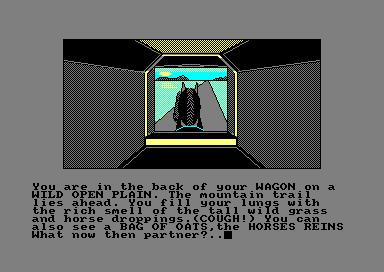 You are in the back of your WAGON on a
WILD OPEN PLAIN. The mountain trail
lies ahead. You fill your lungs with
the rich smell of the tall wild grass
and horse droppings.(COUGH!) You can
also see a BAG OF OATS,the HORSES REINS
What now then partner?..